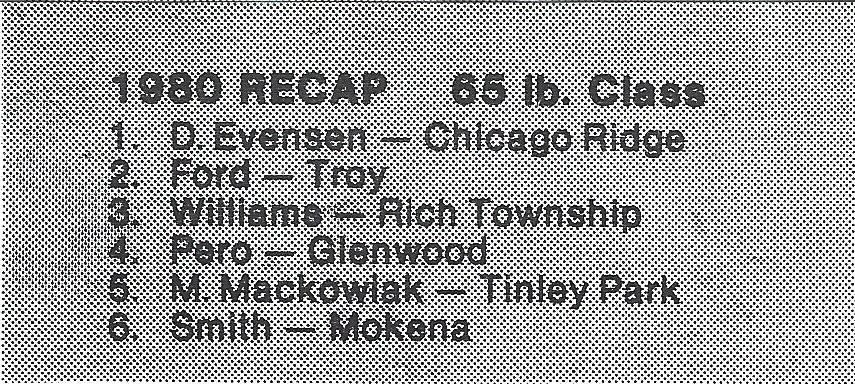 1980 RECAP 65 lb. Class
1. D. Evensen — Chicago Ridge
2. Ford — Troy
3. Williams — Rich Township
4. Pero — Glenwood
5. M. Mackowiak — Tinley Park
6. Smith — Mokena